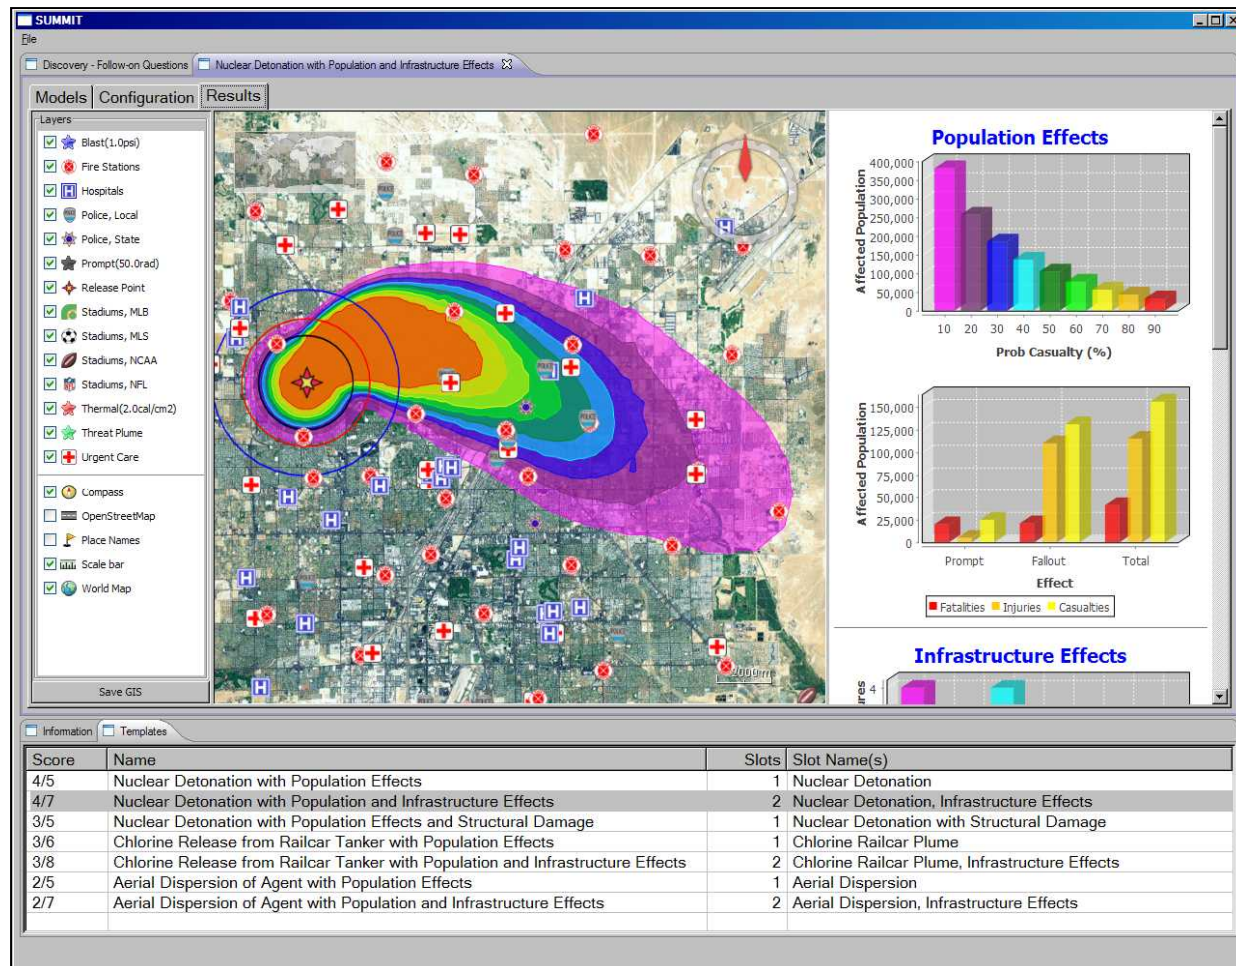 SUMMIT
File
Discovery - Follow-on Questions
Nuclear Detonation with Population and Infrastructure Effects
Models
Configuration
Results
Layers
Blast(1.0psi)
Fire Stations
Hospitals
Police, Local
Police, State
Prompt(50.0rad)
Release Point
Stadiums, MLB
Stadiums, MLS
Stadiums, NCAA
Stadiums, NFL
Thermal(2.0cal/cm2)
Threat Plume
Urgent Care
Compass
OpenStreetMap
Place Names
Scale bar
World Map
Save GIS
Population Effects
Affected Population
400,000
350,000
300,000
250,000
200,000
150,000
100,000
50,000
0
10 20 30 40 50 60 70 80 90
Prob Casualty (%)
Affected Population
150,000
125,000
100,000
75,000
50,000
25,000
0
Prompt Fallout Total
Effect
Fatalities Injuries Casualties
Infrastructure Effects
4
Information
Templates
Score Name Slots Slot Name(s)
4/5 Nuclear Detonation with Population Effects 1 Nuclear Detonation
4/7 Nuclear Detonation with Population and Infrastructure Effects 2 Nuclear Detonation, Infrastructure Effects
3/5 Nuclear Detonation with Population Effects and Structural Damage 1 Nuclear Detonation with Structural Damage
3/6 Chlorine Release from Railcar Tanker with Population Effects 1 Chlorine Railcar Plume
3/8 Chlorine Release from Railcar Tanker with Population and Infrastructure Effects 2 Chlorine Railcar Plume, Infrastructure Effects
2/5 Aerial Dispersion of Agent with Population Effects 1 Aerial Dispersion
2/7 Aerial Dispersion of Agent with Population and Infrastructure Effects 2 Aerial Dispersion, Infrastructure Effects